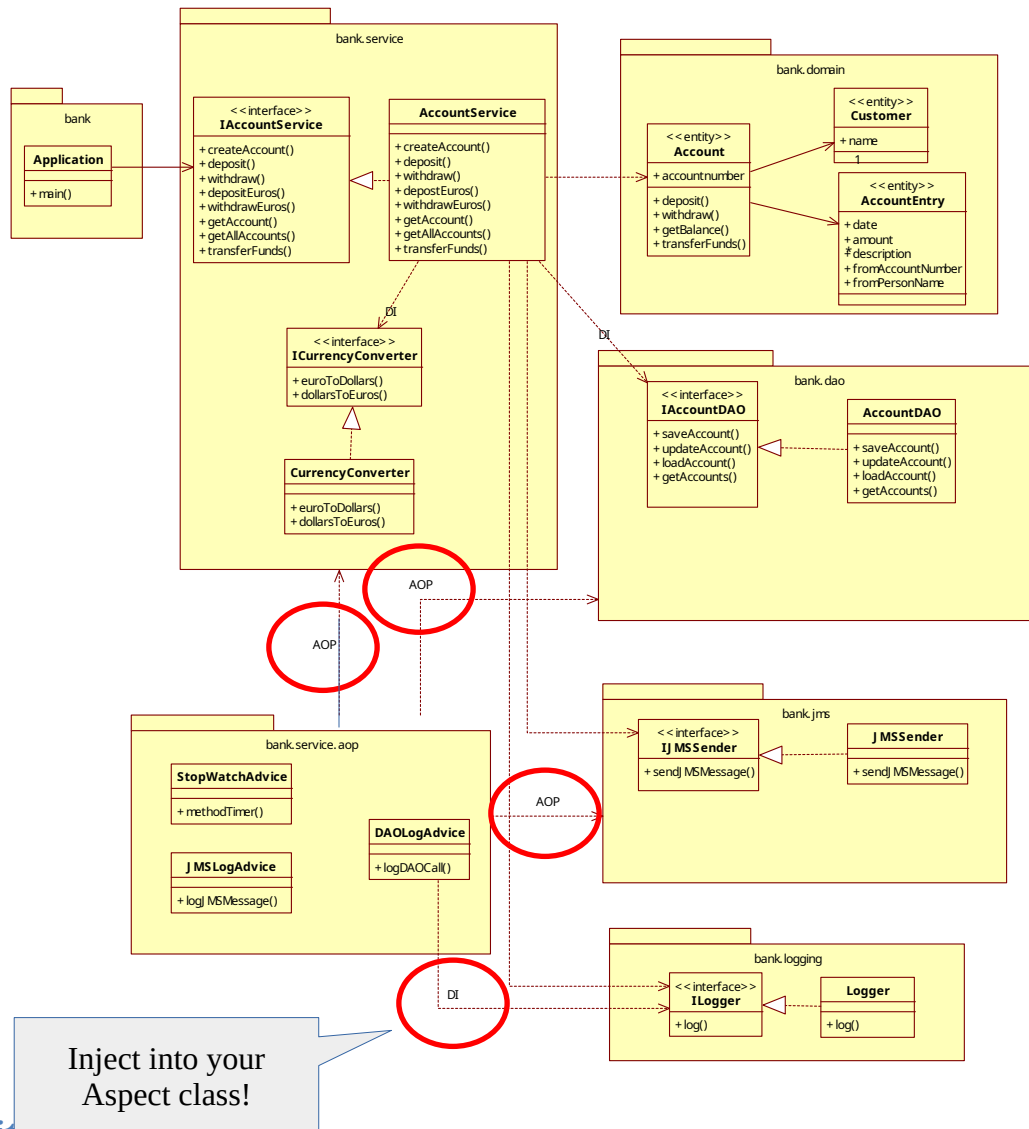 bank
Application
+ main()
bank.service
<<interface>>
IAccountService
+ createAccount()
+ deposit()
+ withdraw()
+ depositEuros()
+ withdrawEuros()
+ getAccount()
+ getAllAccounts()
+ transferFunds()
AccountService
+ createAccount()
+ deposit()
+ withdraw()
+ depostEuros()
+ withdrawEuros()
+ getAccount()
+ getAllAccounts()
+ transferFunds()
DI
<<interface>>
ICurrencyConverter
+ euroToDollars()
+ dollarsToEuros()
CurrencyConverter
+ euroToDollars()
+ dollarsToEuros()
bank.domain
<<entity>>
Account
+ accountnumber
+ deposit()
+ withdraw()
+ getBalance()
+ transferFunds()
<<entity>>
Customer
+ name
1
<<entity>>
AccountEntry
+ date
+ amount
*
+ description
+ fromAccountNumber
+ fromPersonName
DI
bank.dao
<<interface>>
IAccountDAO
+ saveAccount()
+ updateAccount()
+ loadAccount()
+ getAccounts()
AccountDAO
+ saveAccount()
+ updateAccount()
+ loadAccount()
+ getAccounts()
AOP
AOP
bank.service.aop
StopWatchAdvice
+ methodTimer()
JMSLogAdvice
+ logJMSMessage()
DAOLogAdvice
+ logDAOCall()
AOP
bank.jms
<<interface>>
IJMSSender
+ sendJMSMessage()
JMSSender
+ sendJMSMessage()
DI
bank.logging
<<interface>>
ILogger
+ log()
Logger
+ log()
Inject into your
Aspect class!